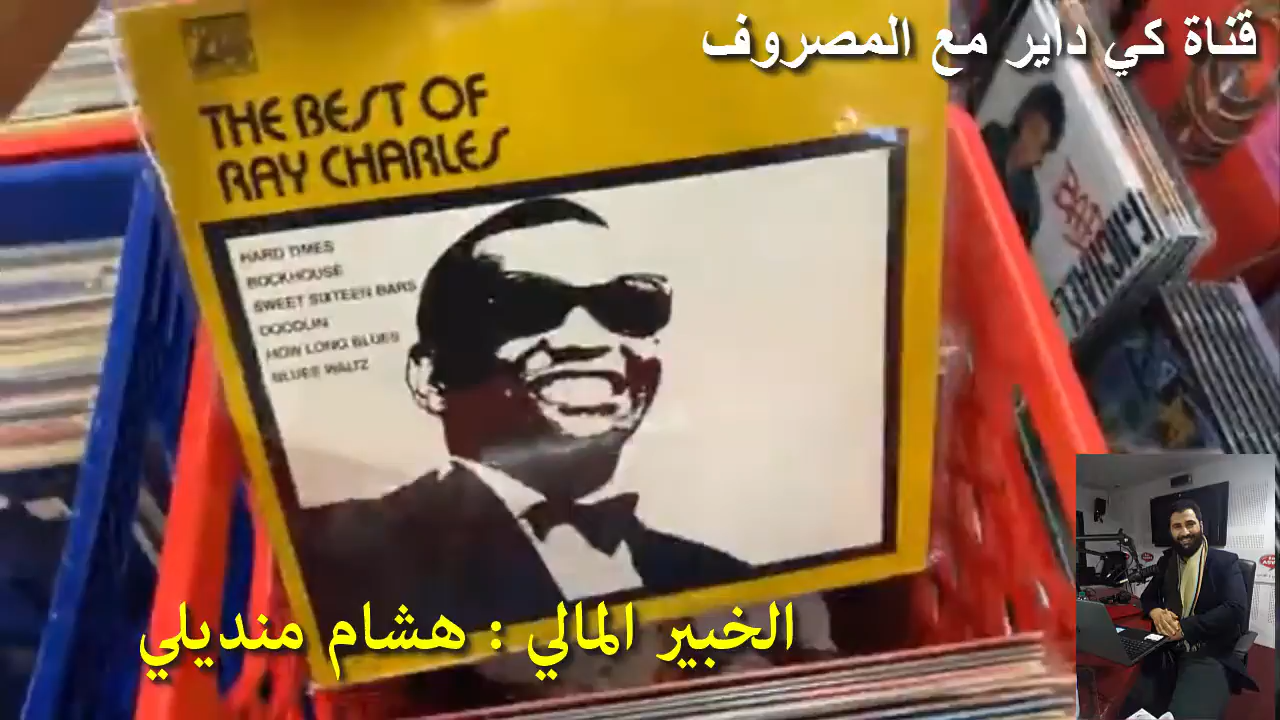 قناة كي داير مع المصروف
THE BEST OF
RAY CHARLES
HARD TIMES
ROCKHOUSE
SWEET SIXTEEN BARS
DOODLIN
HOW LONG BLUES
BLUES WALTZ
الخبير المالي : هشام منديلي